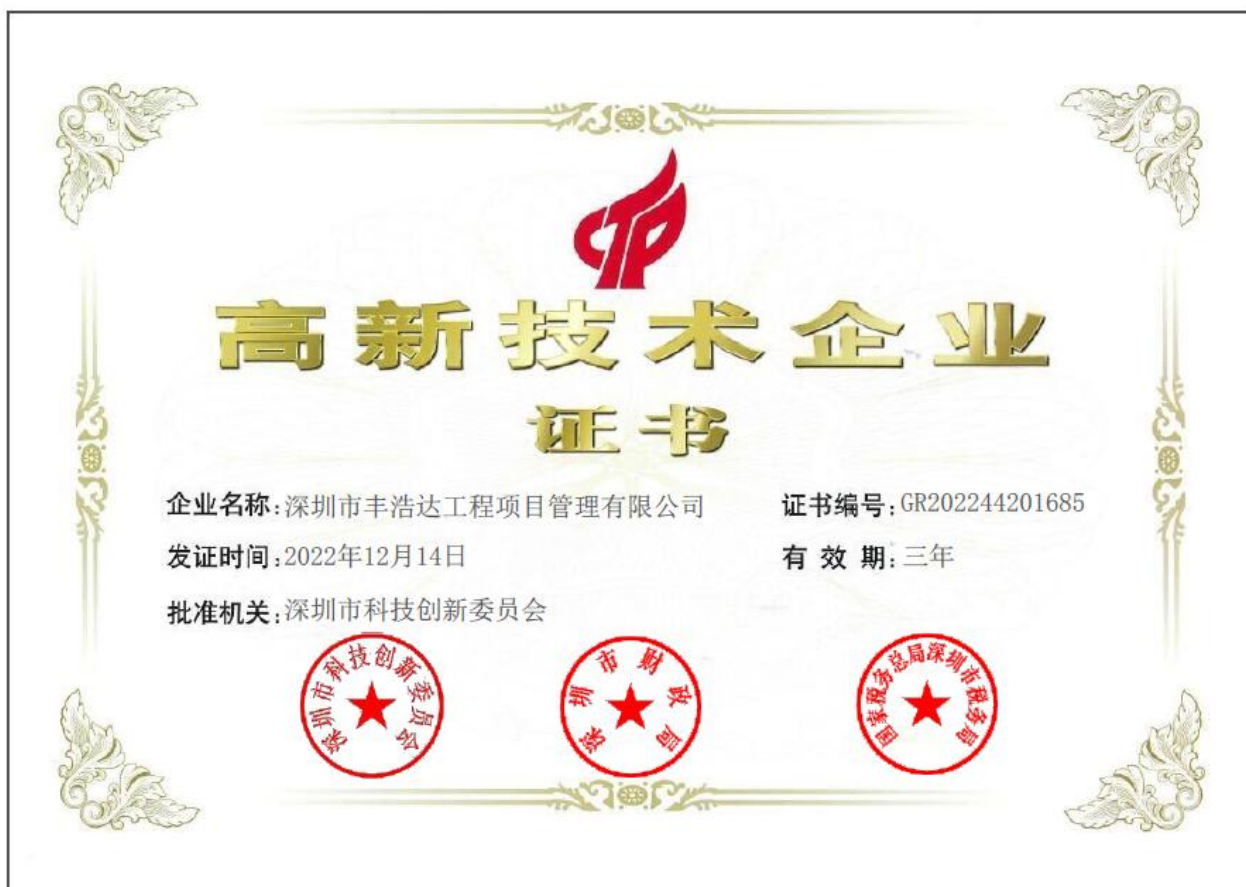 CTP
高新技术企业
证书
企业名称:深圳市丰浩达工程项目管理有限公司
证书编号:GR202244201685
发证时间:2022年12月14日
有效期:三年
批准机关:深圳市科技创新委员会
深圳市科技创新委员会
深圳市财政局
国家税务总局深圳市税务局